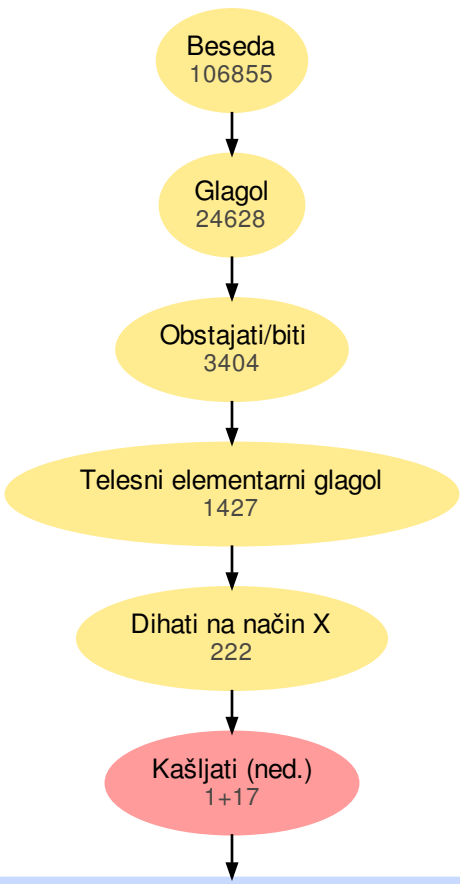 Beseda
106855
Glagol
24628
Obstajati/biti
3404
Telesni elementarni glagol
1427
Dihati na način X
222
Kašljati (ned.)
1+17